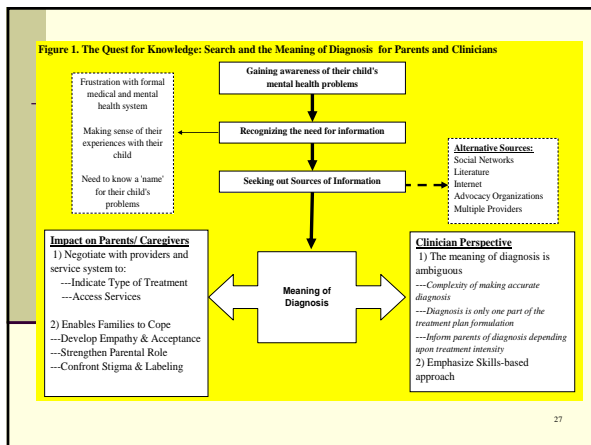 Figure 1. The Quest for Knowledge: Search and the Meaning of Diagnosis for Parents and Clinicians
Gaining awareness of their child's
mental health problems
Frustration with formal
medical and mental
health system
Making sense of their
experiences with their
child
Need to know a 'name'
for their child's
problems
Recognizing the need for information
Seeking out Sources of Information
Alternative Sources:
Social Networks
Literature
Internet
Advocacy Organizations
Multiple Providers
Impact on Parents/ Caregivers
1) Negotiate with providers and
service system to:
---Indicate Type of Treatment
---Access Services
2) Enables Families to Cope
---Develop Empathy & Acceptance
---Strengthen Parental Role
---Confront Stigma & Labeling
Meaning of
Diagnosis
Clinician Perspective
1) The meaning of diagnosis is
ambiguous
---Complexity of making accurate
diagnosis
---Diagnosis is only one part of the
treatment plan formulation
---Inform parents of diagnosis depending
upon treatment intensity
2) Emphasize Skills-based
approach
27